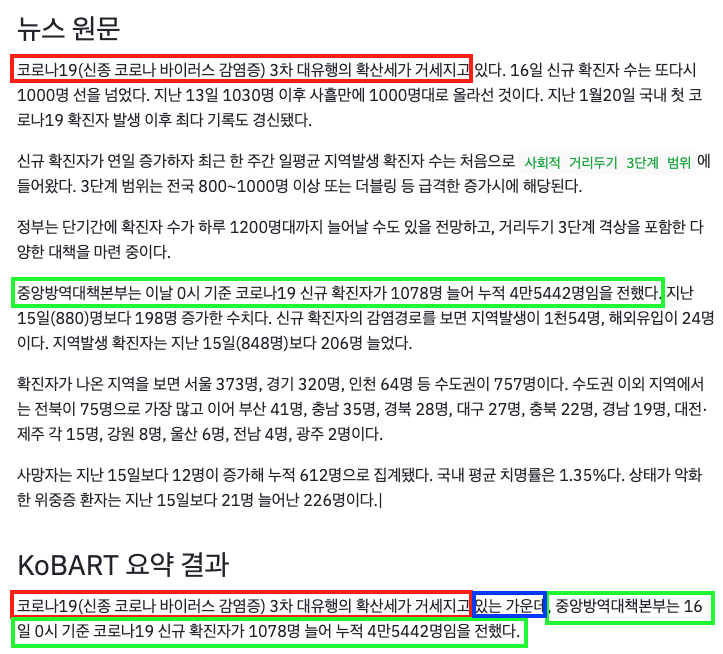 뉴스 원문
코로나19(신종 코로나 바이러스 감염증) 3차 대유행의 확산세가 거세지고 있다. 16일 신규 확진자 수는 또다시
1000명 선을 넘었다. 지난 13일 1030명 이후 사흘만에 1000명대로 올라선 것이다. 지난 1월20일 국내 첫 코
로나19 확진자 발생 이후 최다 기록도 경신됐다.
신규 확진자가 연일 증가하자 최근 한 주간 일평균 지역발생 확진자 수는 처음으로 사회적 거리두기 3단계 범위 에
들어왔다. 3단계 범위는 전국 800~1000명 이상 또는 더블링 등 급격한 증가시에 해당된다.
정부는 단기간에 확진자 수가 하루 1200명대까지 늘어날 수도 있을 전망하고, 거리두기 3단계 격상을 포함한 다
양한 대책을 마련 중이다.
중앙방역대책본부는 이날 0시 기준 코로나19 신규 확진자가 1078명 늘어 누적 4만5442명임을 전했다. 지난
15일(880)명보다 198명 증가한 수치다. 신규 확진자의 감염경로를 보면 지역발생이 1천54명, 해외유입이 24명
이다. 지역발생 확진자는 지난 15일(848명)보다 206명 늘었다.
확진자가 나온 지역을 보면 서울 373명, 경기 320명, 인천 64명 등 수도권이 757명이다. 수도권 이외 지역에서
는 전북이 75명으로 가장 많고 이어 부산 41명, 충남 35명, 경북 28명, 대구 27명, 충북 22명, 경남 19명, 대전·
제주 각 15명, 강원 8명, 울산 6명, 전남 4명, 광주 2명이다.
사망자는 지난 15일보다 12명이 증가해 누적 612명으로 집계됐다. 국내 평균 치명률은 1.35%다. 상태가 악화
한 위중증 환자는 지난 15일보다 21명 늘어난 226명이다.
KoBART 요약 결과
코로나19(신종 코로나 바이러스 감염증) 3차 대유행의 확산세가 거세지고 있는 가운데, 중앙방역대책본부는 16
일 0시 기준 코로나19 신규 확진자가 1078명 늘어 누적 4만5442명임을 전했다.